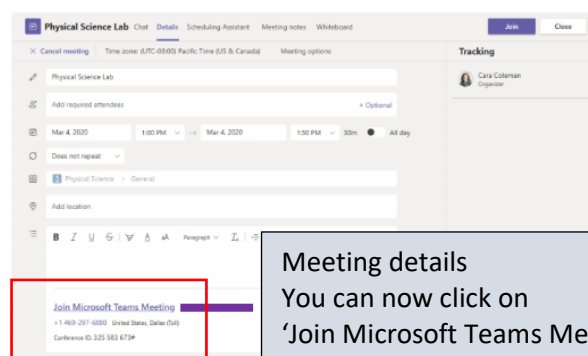 Physical Science Lab Chat Details Scheduling Assistant Meeting notes Whiteboard Join Close
× Cancel meeting Time zone: (UTC-08:00) Pacific Time (US & Canada) Meeting options Tracking
Physical Science Lab
Cara Coleman
Organizer
Add required attendees + Optional
Mar 4, 2020 1:00 PM → Mar 4, 2020 1:50 PM 30m All day
Does not repeat
Physical Science > General
Add location
B I U S A aA Paragraph
Meeting details
You can now click on
'Join Microsoft Teams Me
Join Microsoft Teams Meeting
+1 469-297-6880 United States, Dallas (Toll)
Conference ID: 325 583 673#